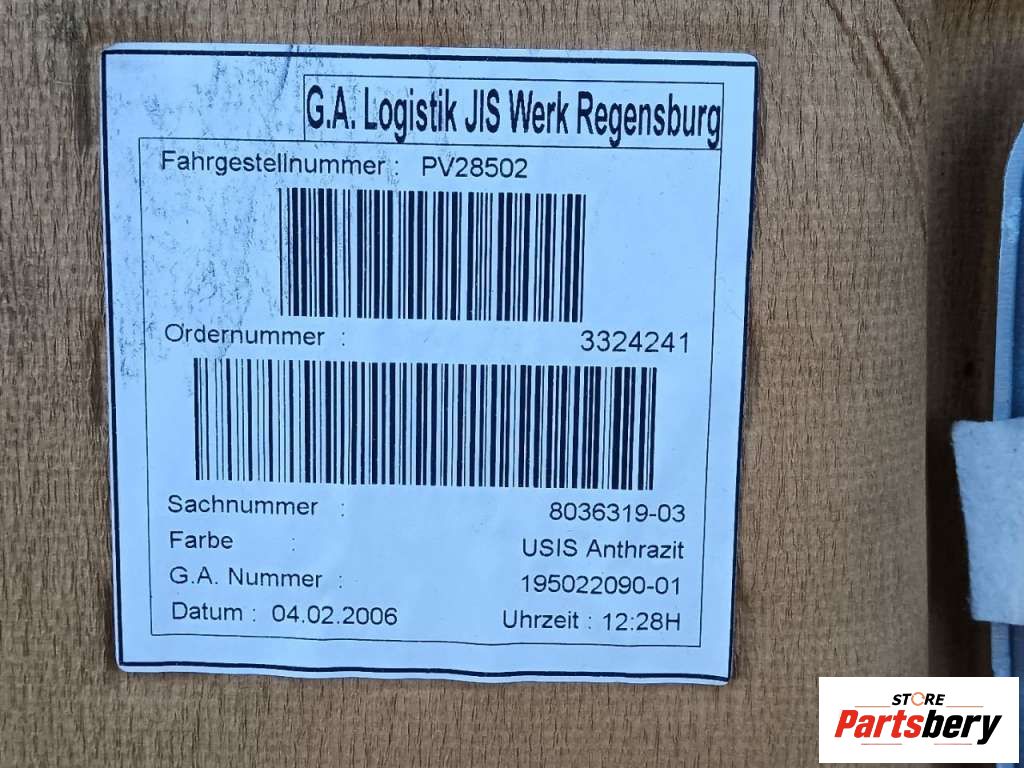 G.A. Logistik JIS Werk Regensburg
Fahrgestellnummer : PV28502
Ordernummer : 3324241
Sachnummer : 8036319-03
Farbe : USIS Anthrazit
G.A. Nummer : 195022090-01
Datum : 04.02.2006 Uhrzeit : 12:28H
STORE
Partsbery